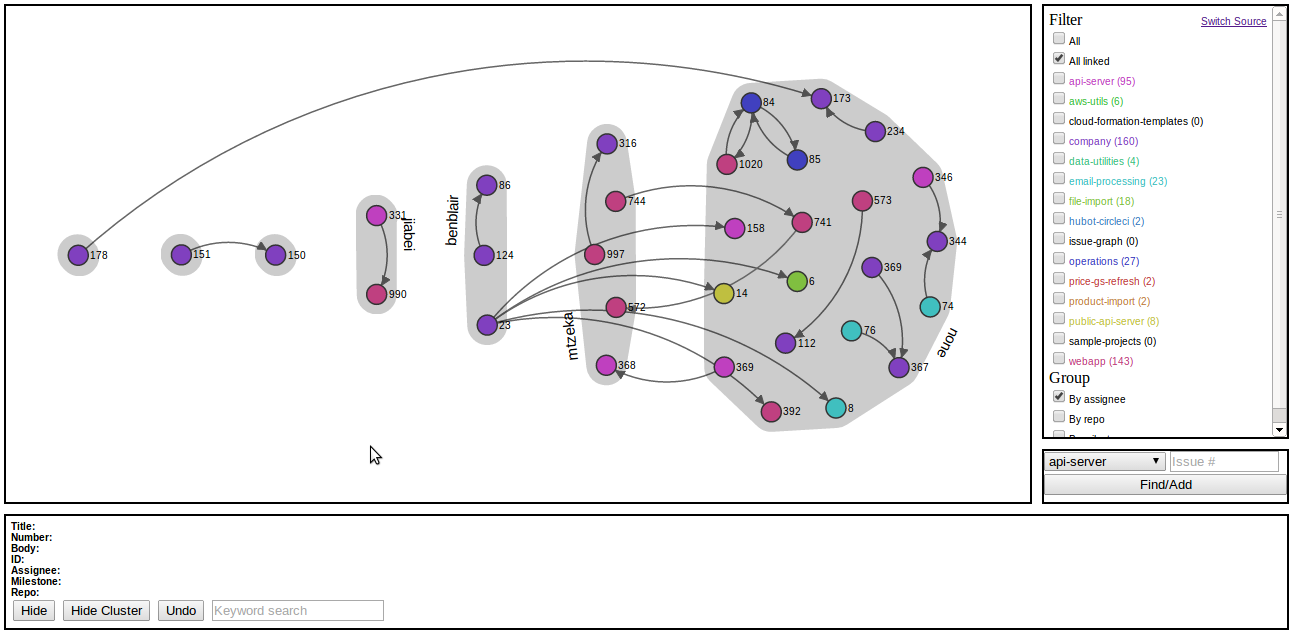 84
173
234
1020
85
316
346
86
744
573
331
741
158
jiabei
benblair
344
178
151
150
124
997
369
6
990
14
74
572
23
76
112
mtzeka
none
368
369
367
392
8
Filter Switch Source
All
All linked
api-server (95)
aws-utils (6)
cloud-formation-templates (0)
company (160)
data-utilities (4)
email-processing (23)
file-import (18)
hubot-circleci (2)
issue-graph (0)
operations (27)
price-gs-refresh (2)
product-import (2)
public-api-server (8)
sample-projects (0)
webapp (143)
Group
By assignee
By repo
api-server Issue #
Find/Add
Title:
Number:
Body:
ID:
Assignee:
Milestone:
Repo:
Hide Hide Cluster Undo Keyword search